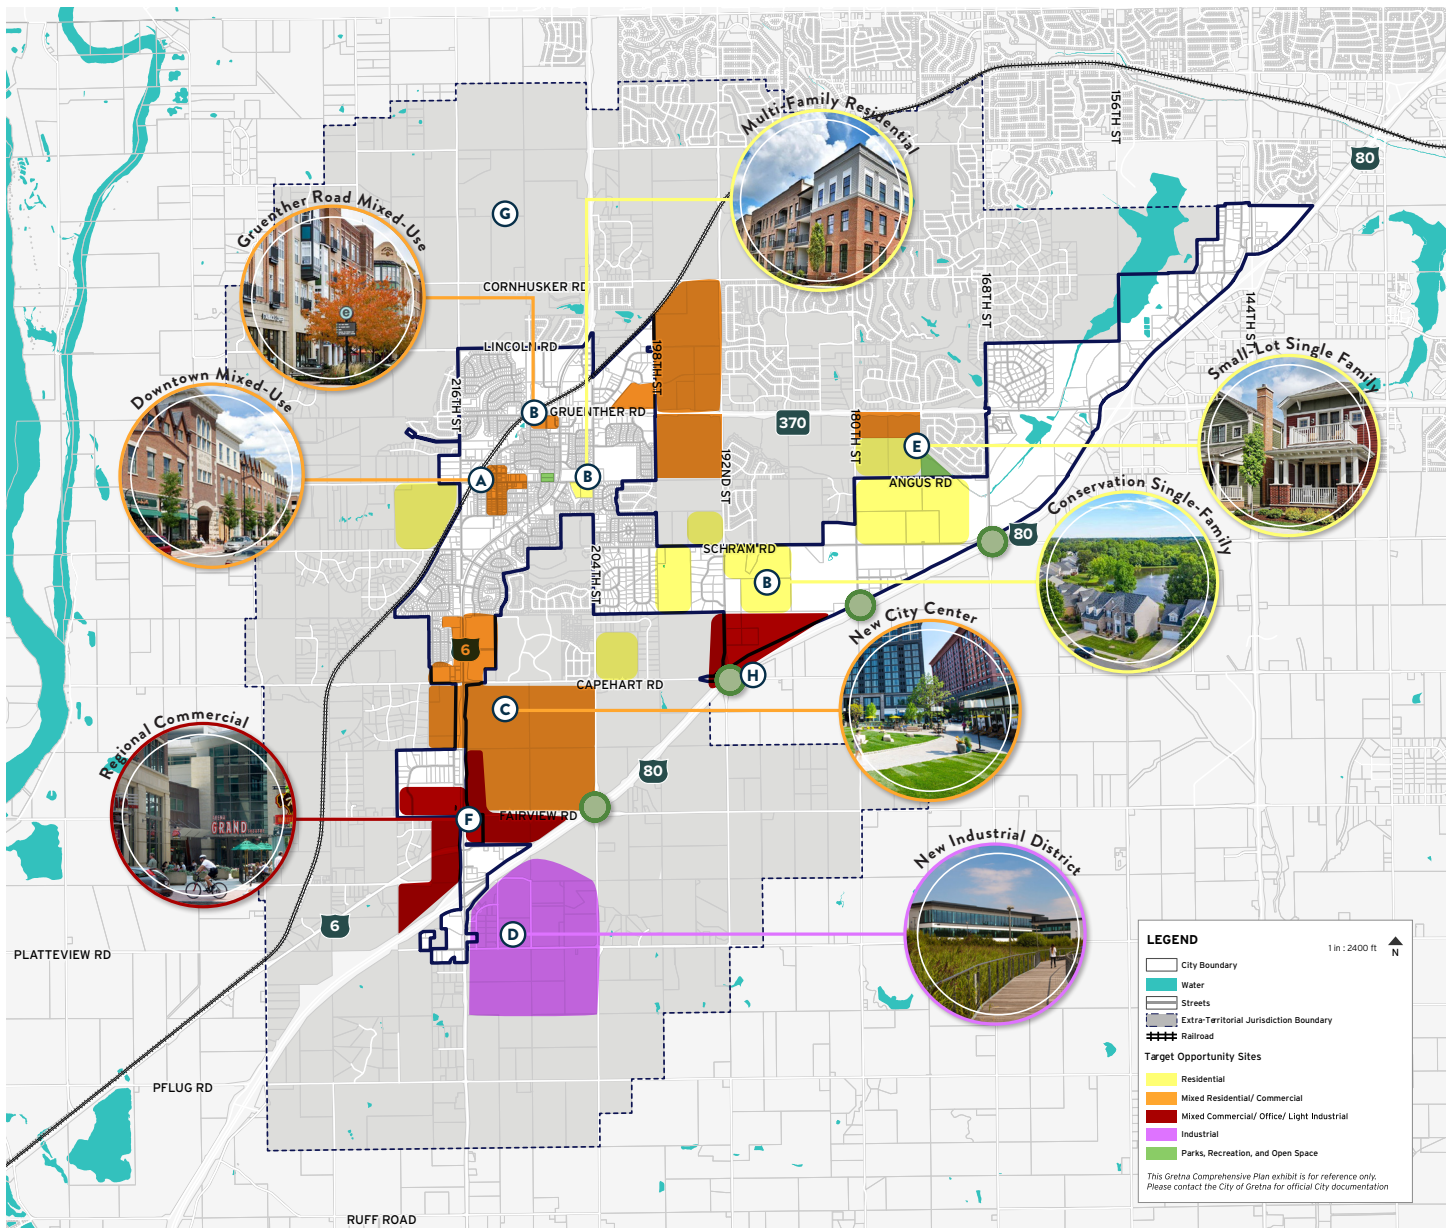 Multi-Family Residential
156TH ST
80
Gruenther Road Mixed-Use
G
CORNHUSKER RD
168TH ST
144TH ST
LINCOLN RD
198TH ST
Small-Lot Single Family
Downtown Mixed-Use
216TH ST
B
GRUENTHER RD
370
180TH ST
E
192ND ST
A
B
ANGUS RD
Conservation Single-Family
80
SCHRAM RD
204TH ST
B
New City Center
6
H
CAPEHART RD
C
Regional Commercial
80
GRAND
FAIRVIEW RD
F
New Industrial District
6
D
PLATTEVIEW RD
PFLUG RD
RUFF ROAD
LEGEND
1 in : 2400 ft
N
City Boundary
Water
Streets
Extra-Territorial Jurisdiction Boundary
Railroad
Target Opportunity Sites
Residential
Mixed Residential/ Commercial
Mixed Commercial/ Office/ Light Industrial
Industrial
Parks, Recreation, and Open Space
This Gretna Comprehensive Plan exhibit is for reference only.
Please contact the City of Gretna for official City documentation